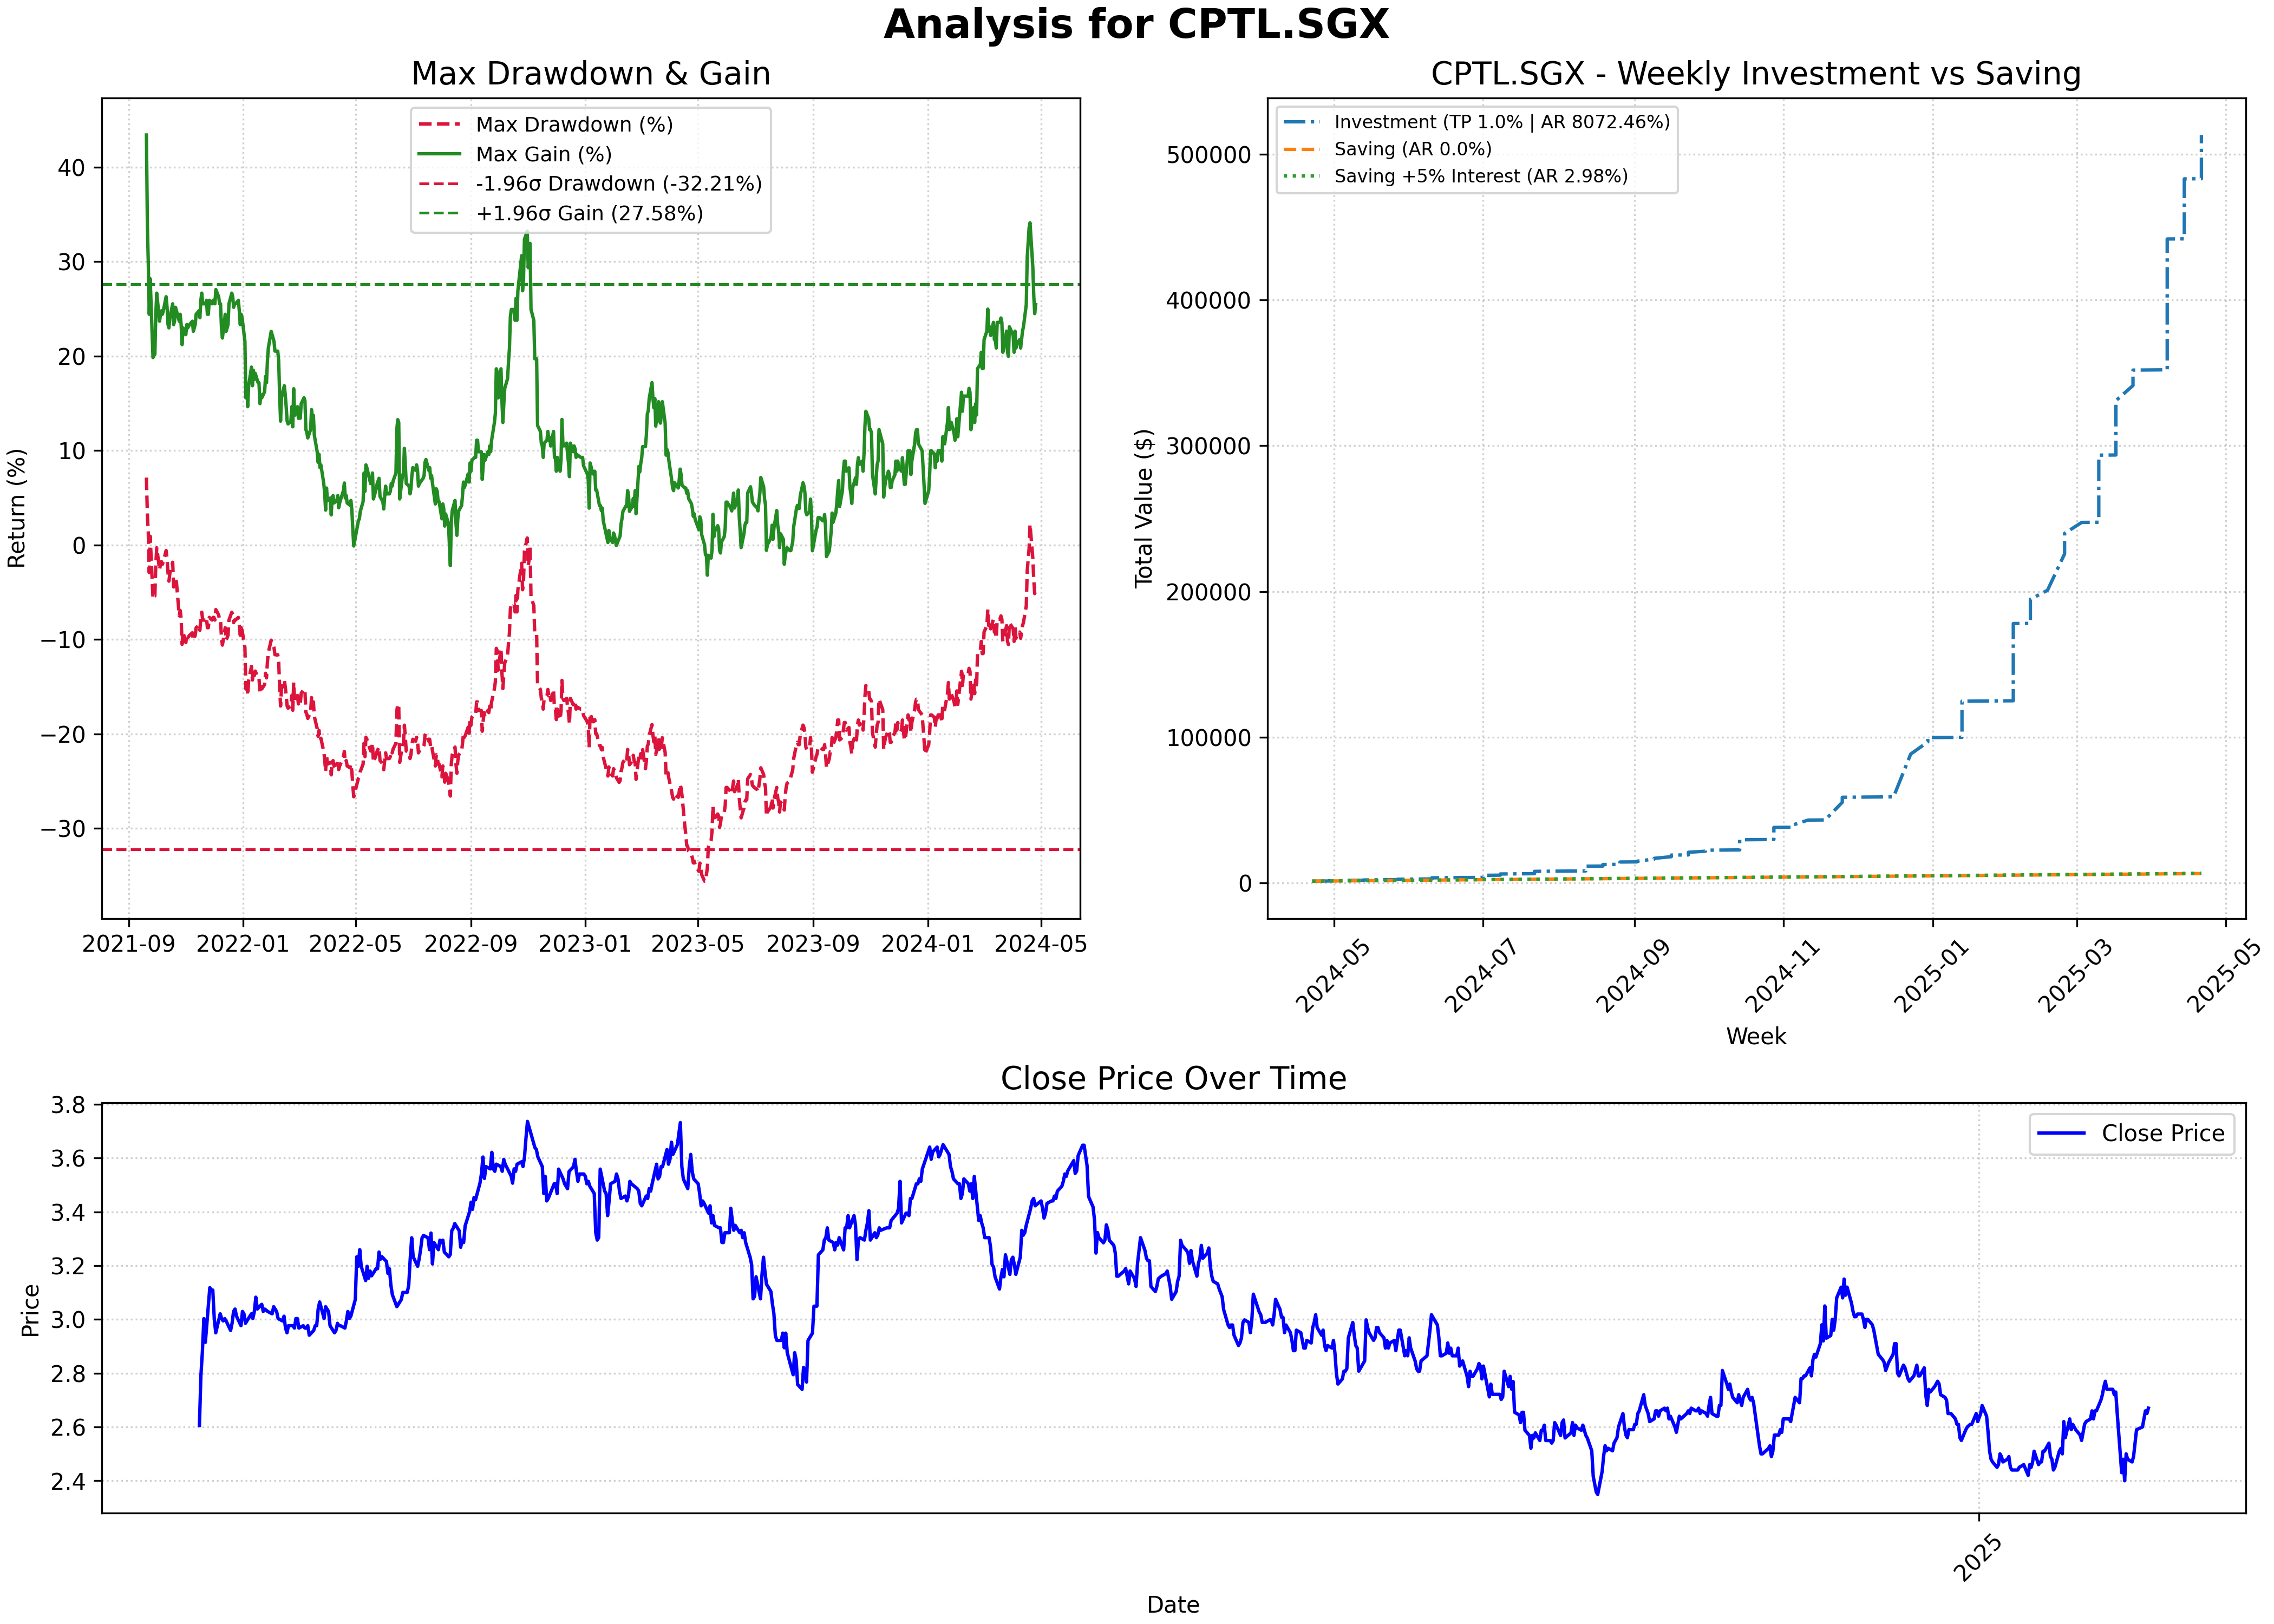 Analysis for CPTL.SGX
Max Drawdown & Gain
Max Drawdown (%)
Max Gain (%)
-1.96σ Drawdown (-32.21%)
+1.96σ Gain (27.58%)
Return (%)
40
30
20
10
0
−10
−20
−30
2021-09
2022-01
2022-05
2022-09
2023-01
2023-05
2023-09
2024-01
2024-05
CPTL.SGX - Weekly Investment vs Saving
Investment (TP 1.0% | AR 8072.46%)
Saving (AR 0.0%)
Saving +5% Interest (AR 2.98%)
Total Value ($)
500000
400000
300000
200000
100000
0
2024-05
2024-07
2024-09
2024-11
2025-01
2025-03
2025-05
Week
Close Price Over Time
Close Price
Price
3.8
3.6
3.4
3.2
3.0
2.8
2.6
2.4
2025
Date